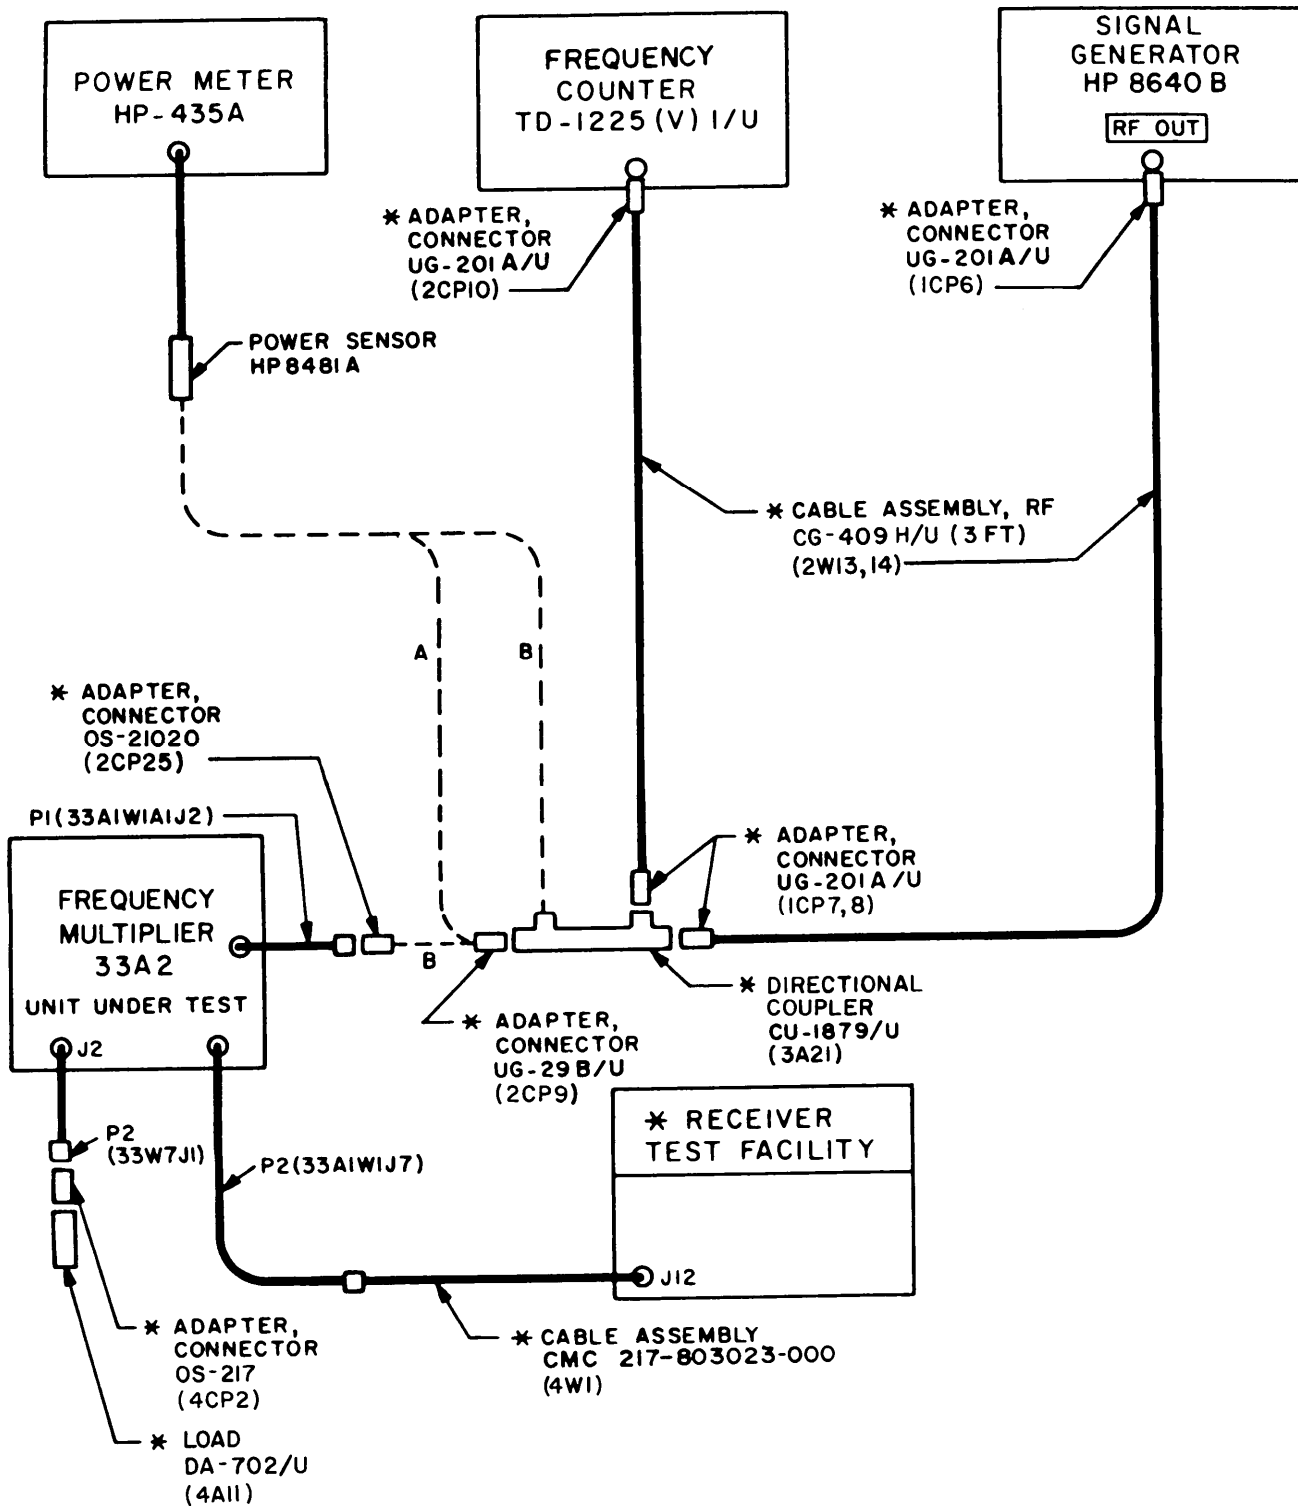 POWER METER
HP-435A
FREQUENCY
COUNTER
TD-1225 (V) 1/U
SIGNAL
GENERATOR
HP 8640 B
RF OUT
* ADAPTER,
CONNECTOR
UG-201 A/U
(2CP10)
* ADAPTER,
CONNECTOR
UG-201A/U
(1CP6)
POWER SENSOR
HP 8481 A
* CABLE ASSEMBLY, RF
CG-409 H/U (3 FT)
(2W13,14)
A
B
* ADAPTER,
CONNECTOR
OS-21020
(2CP25)
P1(33A1W1A1J2)
* ADAPTER,
CONNECTOR
UG-201A/U
(1CP7,8)
FREQUENCY
MULTIPLIER
33A2
UNIT UNDER TEST
B
* DIRECTIONAL
COUPLER
CU-1879/U
(3A21)
* ADAPTER,
CONNECTOR
UG-29B/U
(2CP9)
J2
P2
(33W7J1)
P2(33A1W1J7)
* RECEIVER
TEST FACILITY
J12
* ADAPTER,
CONNECTOR
OS-217
(4CP2)
* CABLE ASSEMBLY
CMC 217-803023-000
(4W1)
* LOAD
DA-702/U
(4A11)